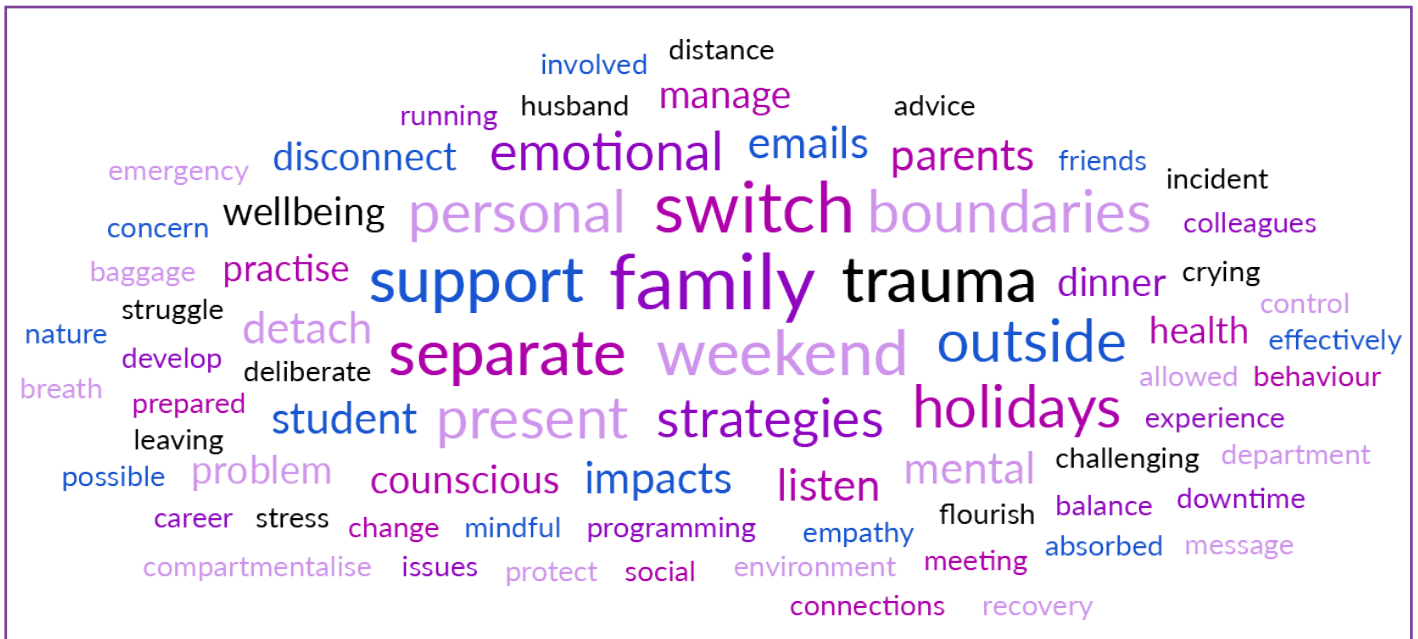 involved distance
running husband manage advice
emergency disconnect emotional emails parents friends incident
concern wellbeing personal switch boundaries colleagues
baggage practise support family trauma dinner crying
nature struggle detach separate weekend outside health control effectively
breath develop deliberate allowed behaviour
prepared student present strategies holidays experience
leaving
possible problem counscious impacts listen mental challenging department
career stress change mindful programming empathy flourish balance downtime
compartmentalise issues protect social environment meeting absorbed message
connections recovery